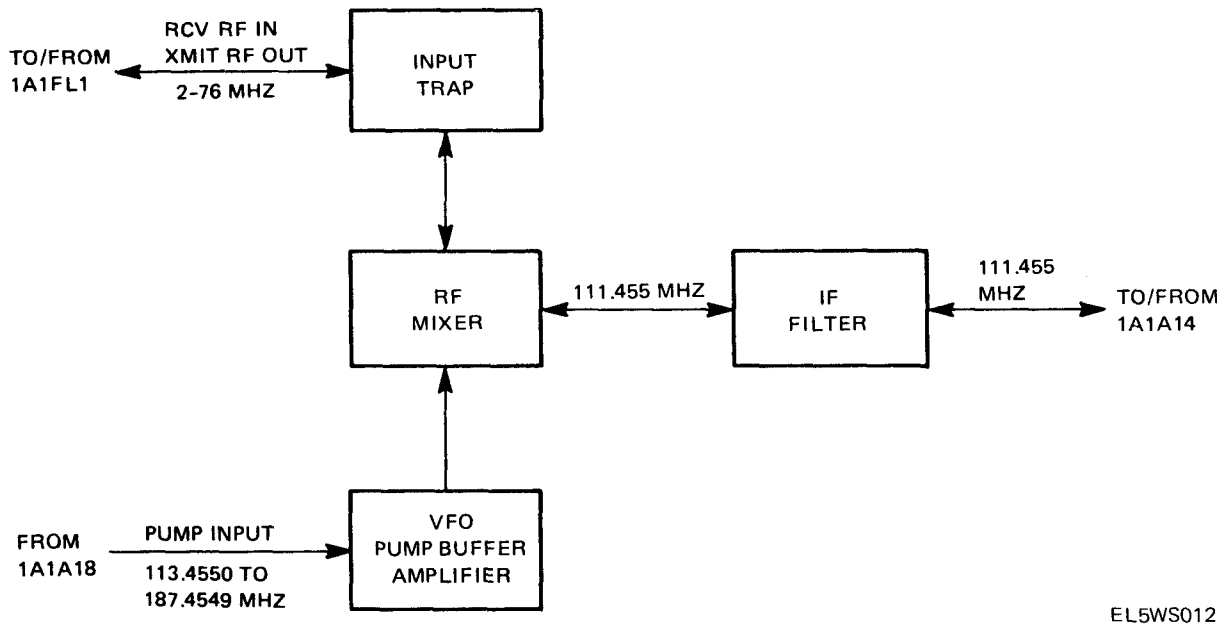 RCV RF IN
XMIT RF OUT
2-76 MHZ
TO/FROM
1A1FL1
INPUT
TRAP
RF
MIXER
111.455 MHZ
IF
FILTER
111.455
MHZ
TO/FROM
1A1A14
FROM
1A1A18
PUMP INPUT
113.4550 TO
187.4549 MHZ
VFO
PUMP BUFFER
AMPLIFIER
EL5WS012